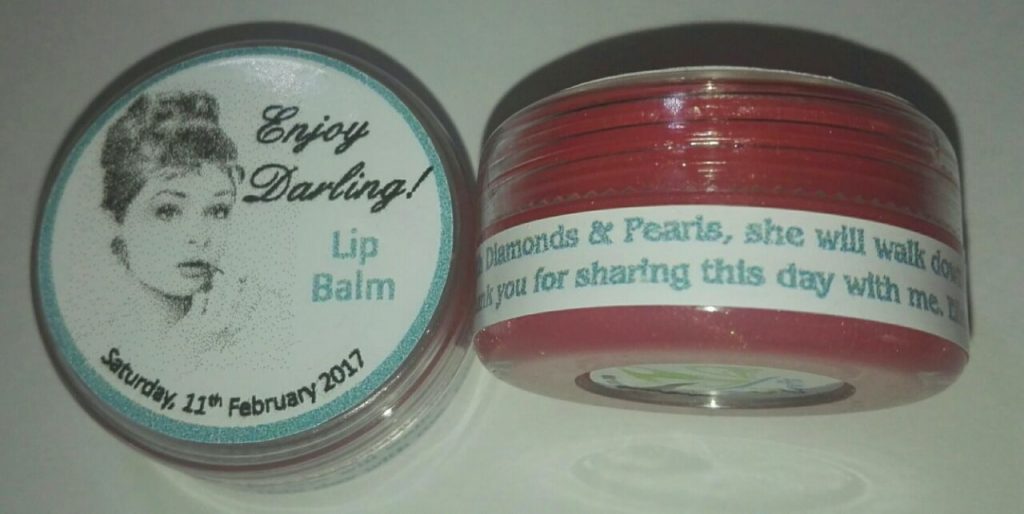 Enjoy
Darling!
Lip
Balm
Saturday, 11th February 2017
Diamonds & Pearls, she will walk
you for sharing this day with me.